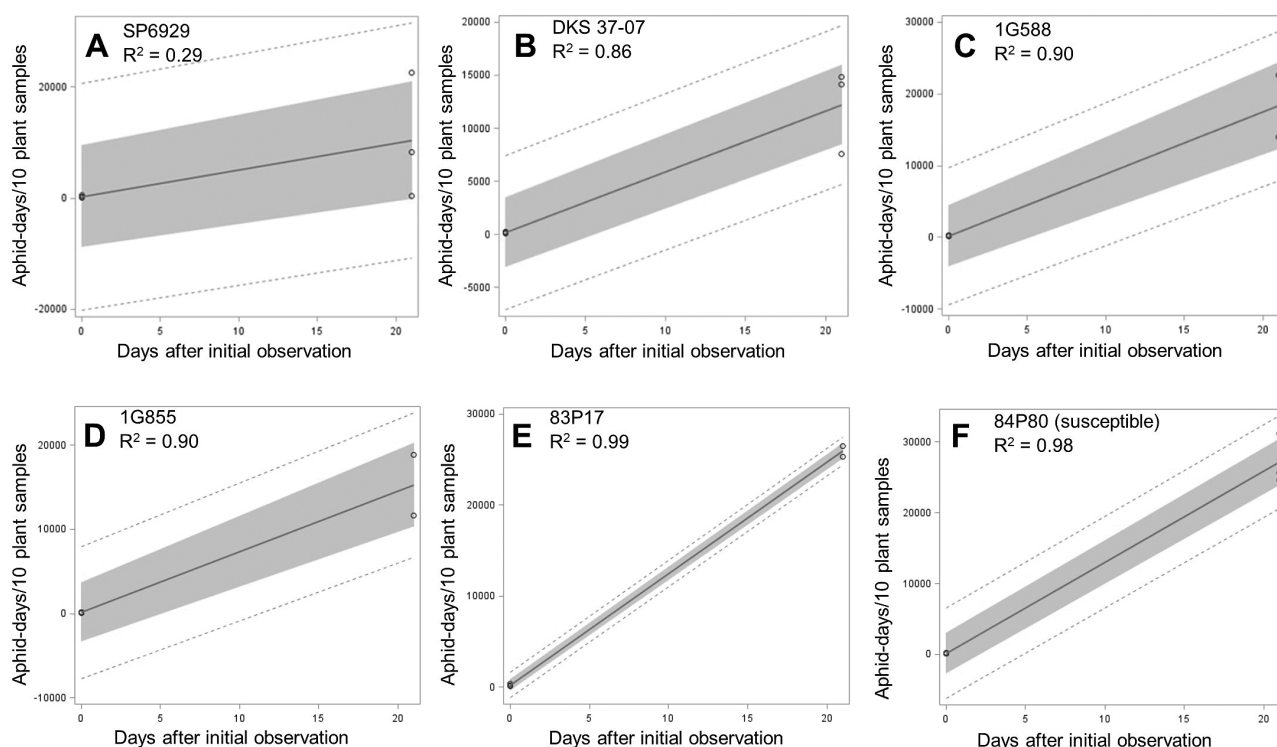 A
SP6929
R² = 0.29
Aphid-days/10 plant samples
20000
0
-20000
0 5 10 15 20
Days after initial observation
B
DKS 37-07
R² = 0.86
Aphid-days/10 plant samples
20000
15000
10000
5000
0
-5000
0 5 10 15 20
Days after initial observation
C
1G588
R² = 0.90
Aphid-days/10 plant samples
30000
20000
10000
0
-10000
0 5 10 15 20
Days after initial observation
D
1G855
R² = 0.90
Aphid-days/10 plant samples
20000
10000
0
-10000
0 5 10 15 20
Days after initial observation
E
83P17
R² = 0.99
Aphid-days/10 plant samples
30000
20000
10000
0
0 5 10 15 20
Days after initial observation
F
84P80 (susceptible)
R² = 0.98
Aphid-days/10 plant samples
30000
20000
10000
0
0 5 10 15 20
Days after initial observation